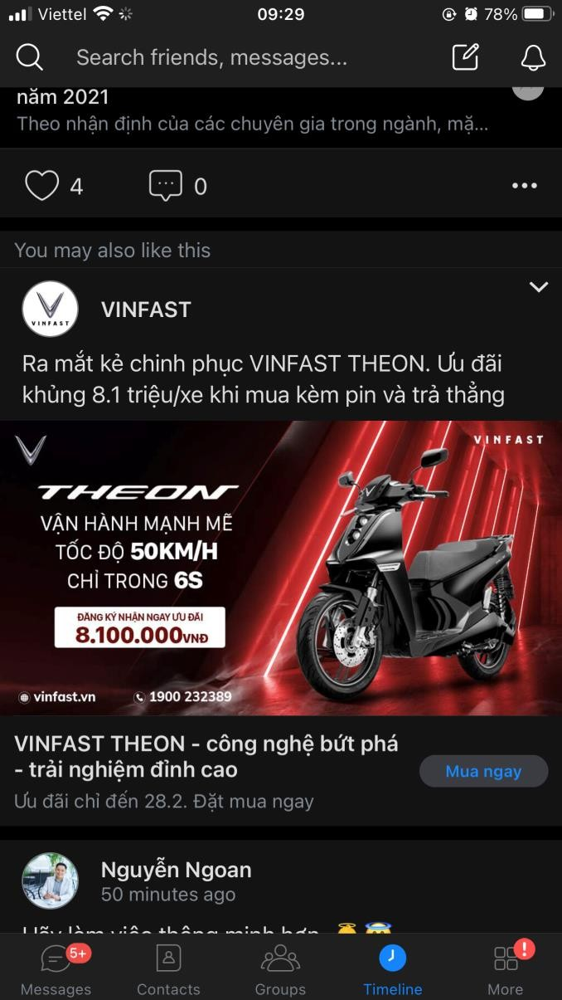 Viettel
09:29
78%
Search friends, messages...
năm 2021
Theo nhận định của các chuyên gia trong ngành, mặ...
4
0
You may also like this
VINFAST
VINFAST
Ra mắt kẻ chinh phục VINFAST THEON. Ưu đãi
khủng 8.1 triệu/xe khi mua kèm pin và trả thẳng
VINFAST
THEON
VẬN HÀNH MẠNH MẼ
TỐC ĐỘ 50KM/H
CHỈ TRONG 6S
ĐĂNG KÝ NHẬN NGAY ƯU ĐÃI
8.100.000VNĐ
vinfast.vn
1900 232389
VINFAST THEON - công nghệ bứt phá
- trải nghiệm đỉnh cao
Mua ngay
Ưu đãi chỉ đến 28.2. Đặt mua ngay
Nguyễn Ngoan
50 minutes ago
Hãy làm việc thông minh hơn
5+
!
Messages
Contacts
Groups
Timeline
More